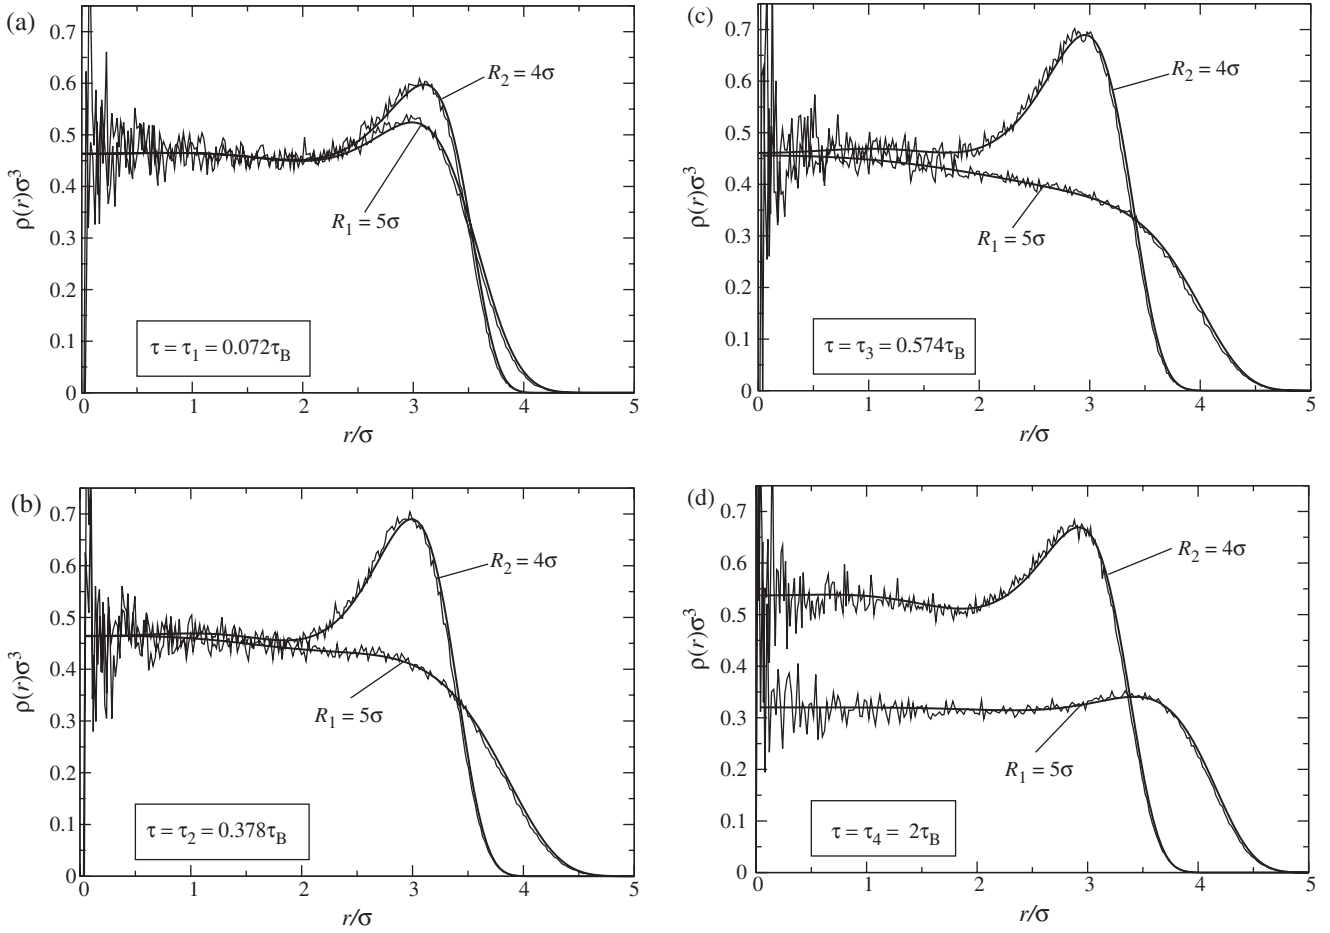 (a)
0.7
0.6
0.5
0.4
0.3
0.2
0.1
0
ρ(r)σ³
R₂ = 4σ
R₁ = 5σ
τ = τ₁ = 0.072τ_B
0 1 2 3 4 5
r/σ
(c)
0.7
0.6
0.5
0.4
0.3
0.2
0.1
0
ρ(r)σ³
R₂ = 4σ
R₁ = 5σ
τ = τ₃ = 0.574τ_B
0 1 2 3 4 5
r/σ
(b)
0.7
0.6
0.5
0.4
0.3
0.2
0.1
0
ρ(r)σ³
R₂ = 4σ
R₁ = 5σ
τ = τ₂ = 0.378τ_B
0 1 2 3 4 5
r/σ
(d)
0.7
0.6
0.5
0.4
0.3
0.2
0.1
0
ρ(r)σ³
R₂ = 4σ
R₁ = 5σ
τ = τ₄ = 2τ_B
0 1 2 3 4 5
r/σ